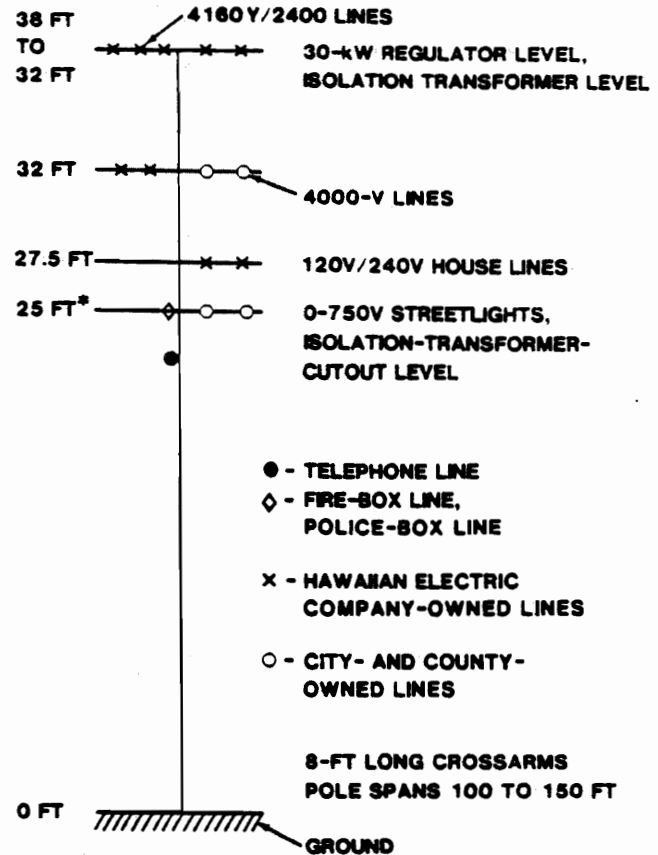 38 FT
TO
32 FT
4160Y/2400 LINES
30-kW REGULATOR LEVEL,
ISOLATION TRANSFORMER LEVEL
32 FT
4000-V LINES
27.5 FT
120V/240V HOUSE LINES
25 FT*
0-750V STREETLIGHTS,
ISOLATION-TRANSFORMER-
CUTOUT LEVEL
● - TELEPHONE LINE
◇ - FIRE-BOX LINE,
POLICE-BOX LINE
× - HAWAIIAN ELECTRIC
COMPANY-OWNED LINES
○ - CITY- AND COUNTY-
OWNED LINES
8-FT LONG CROSSARMS
POLE SPANS 100 TO 150 FT
0 FT
GROUND